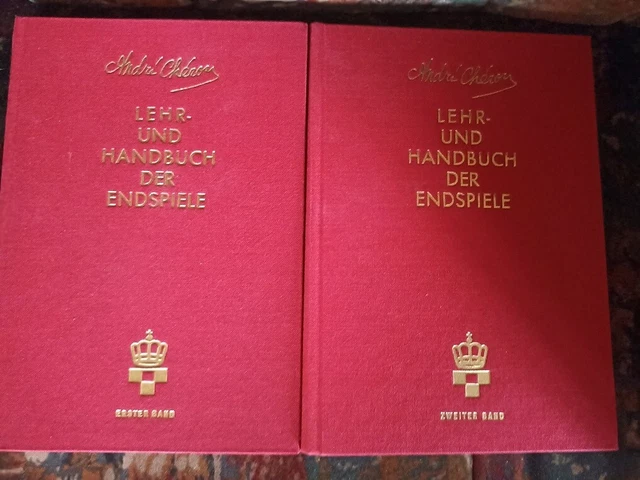 André Chéron
LEHR-
UND
HANDBUCH
DER
ENDSPIELE
ERSTER BAND
André Chéron
LEHR-
UND
HANDBUCH
DER
ENDSPIELE
ZWEITER BAND